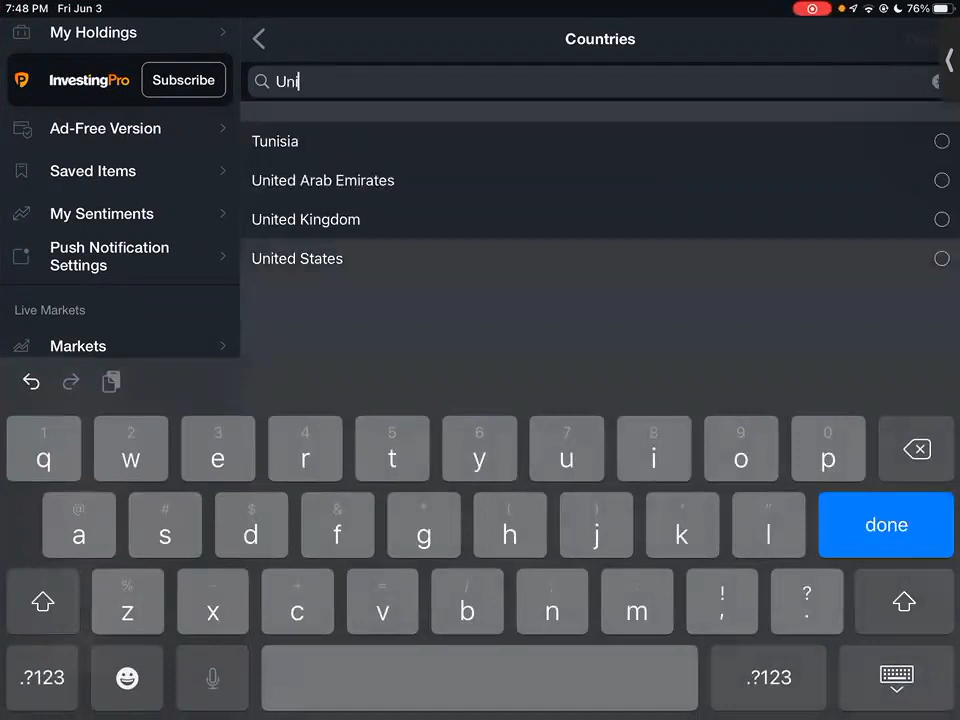 7:48 PM Fri Jun 3
76%
My Holdings
InvestingPro
Subscribe
Ad-Free Version
Saved Items
My Sentiments
Push Notification
Settings
Live Markets
Markets
Countries
Uni
Tunisia
United Arab Emirates
United Kingdom
United States
1 2 3 4 5 6 7 8 9 0
q w e r t y u i o p
@ # $ & * ( ) ' "
a s d f g h j k l done
% - + = / ; : ! ?
z x c v b n m , .
.?123 .?123